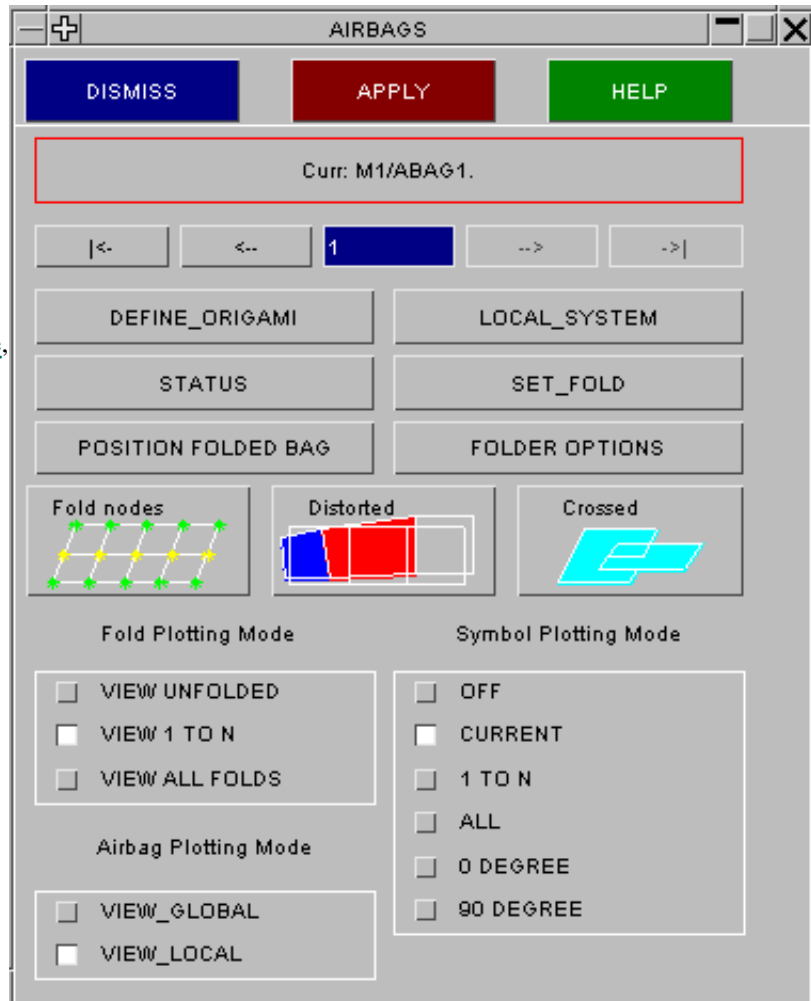 AIRBAGS
DISMISS APPLY HELP
Curr: M1/ABAG1.
|<- <-- 1 --> ->|
DEFINE_ORIGAMI LOCAL_SYSTEM
,
STATUS SET_FOLD
POSITION FOLDED BAG FOLDER OPTIONS
Fold nodes Distorted Crossed
Fold Plotting Mode Symbol Plotting Mode
VIEW UNFOLDED OFF
VIEW 1 TO N CURRENT
VIEW ALL FOLDS 1 TO N
ALL
Airbag Plotting Mode
0 DEGREE
VIEW_GLOBAL 90 DEGREE
VIEW_LOCAL